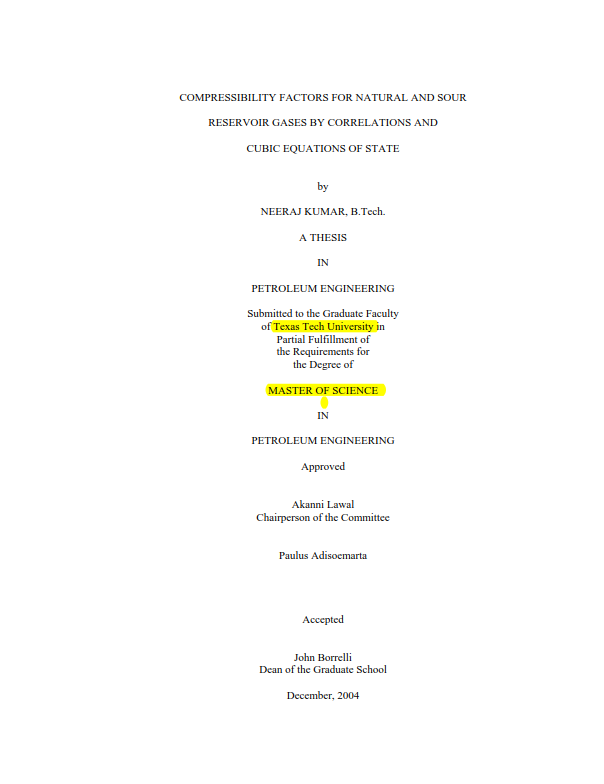 COMPRESSIBILITY FACTORS FOR NATURAL AND SOUR
RESERVOIR GASES BY CORRELATIONS AND
CUBIC EQUATIONS OF STATE
by
NEERAJ KUMAR, B.Tech.
A THESIS
IN
PETROLEUM ENGINEERING
Submitted to the Graduate Faculty
of Texas Tech University in
Partial Fulfillment of
the Requirements for
the Degree of
MASTER OF SCIENCE
IN
PETROLEUM ENGINEERING
Approved
Akanni Lawal
Chairperson of the Committee
Paulus Adisoemarta
Accepted
John Borrelli
Dean of the Graduate School
December, 2004